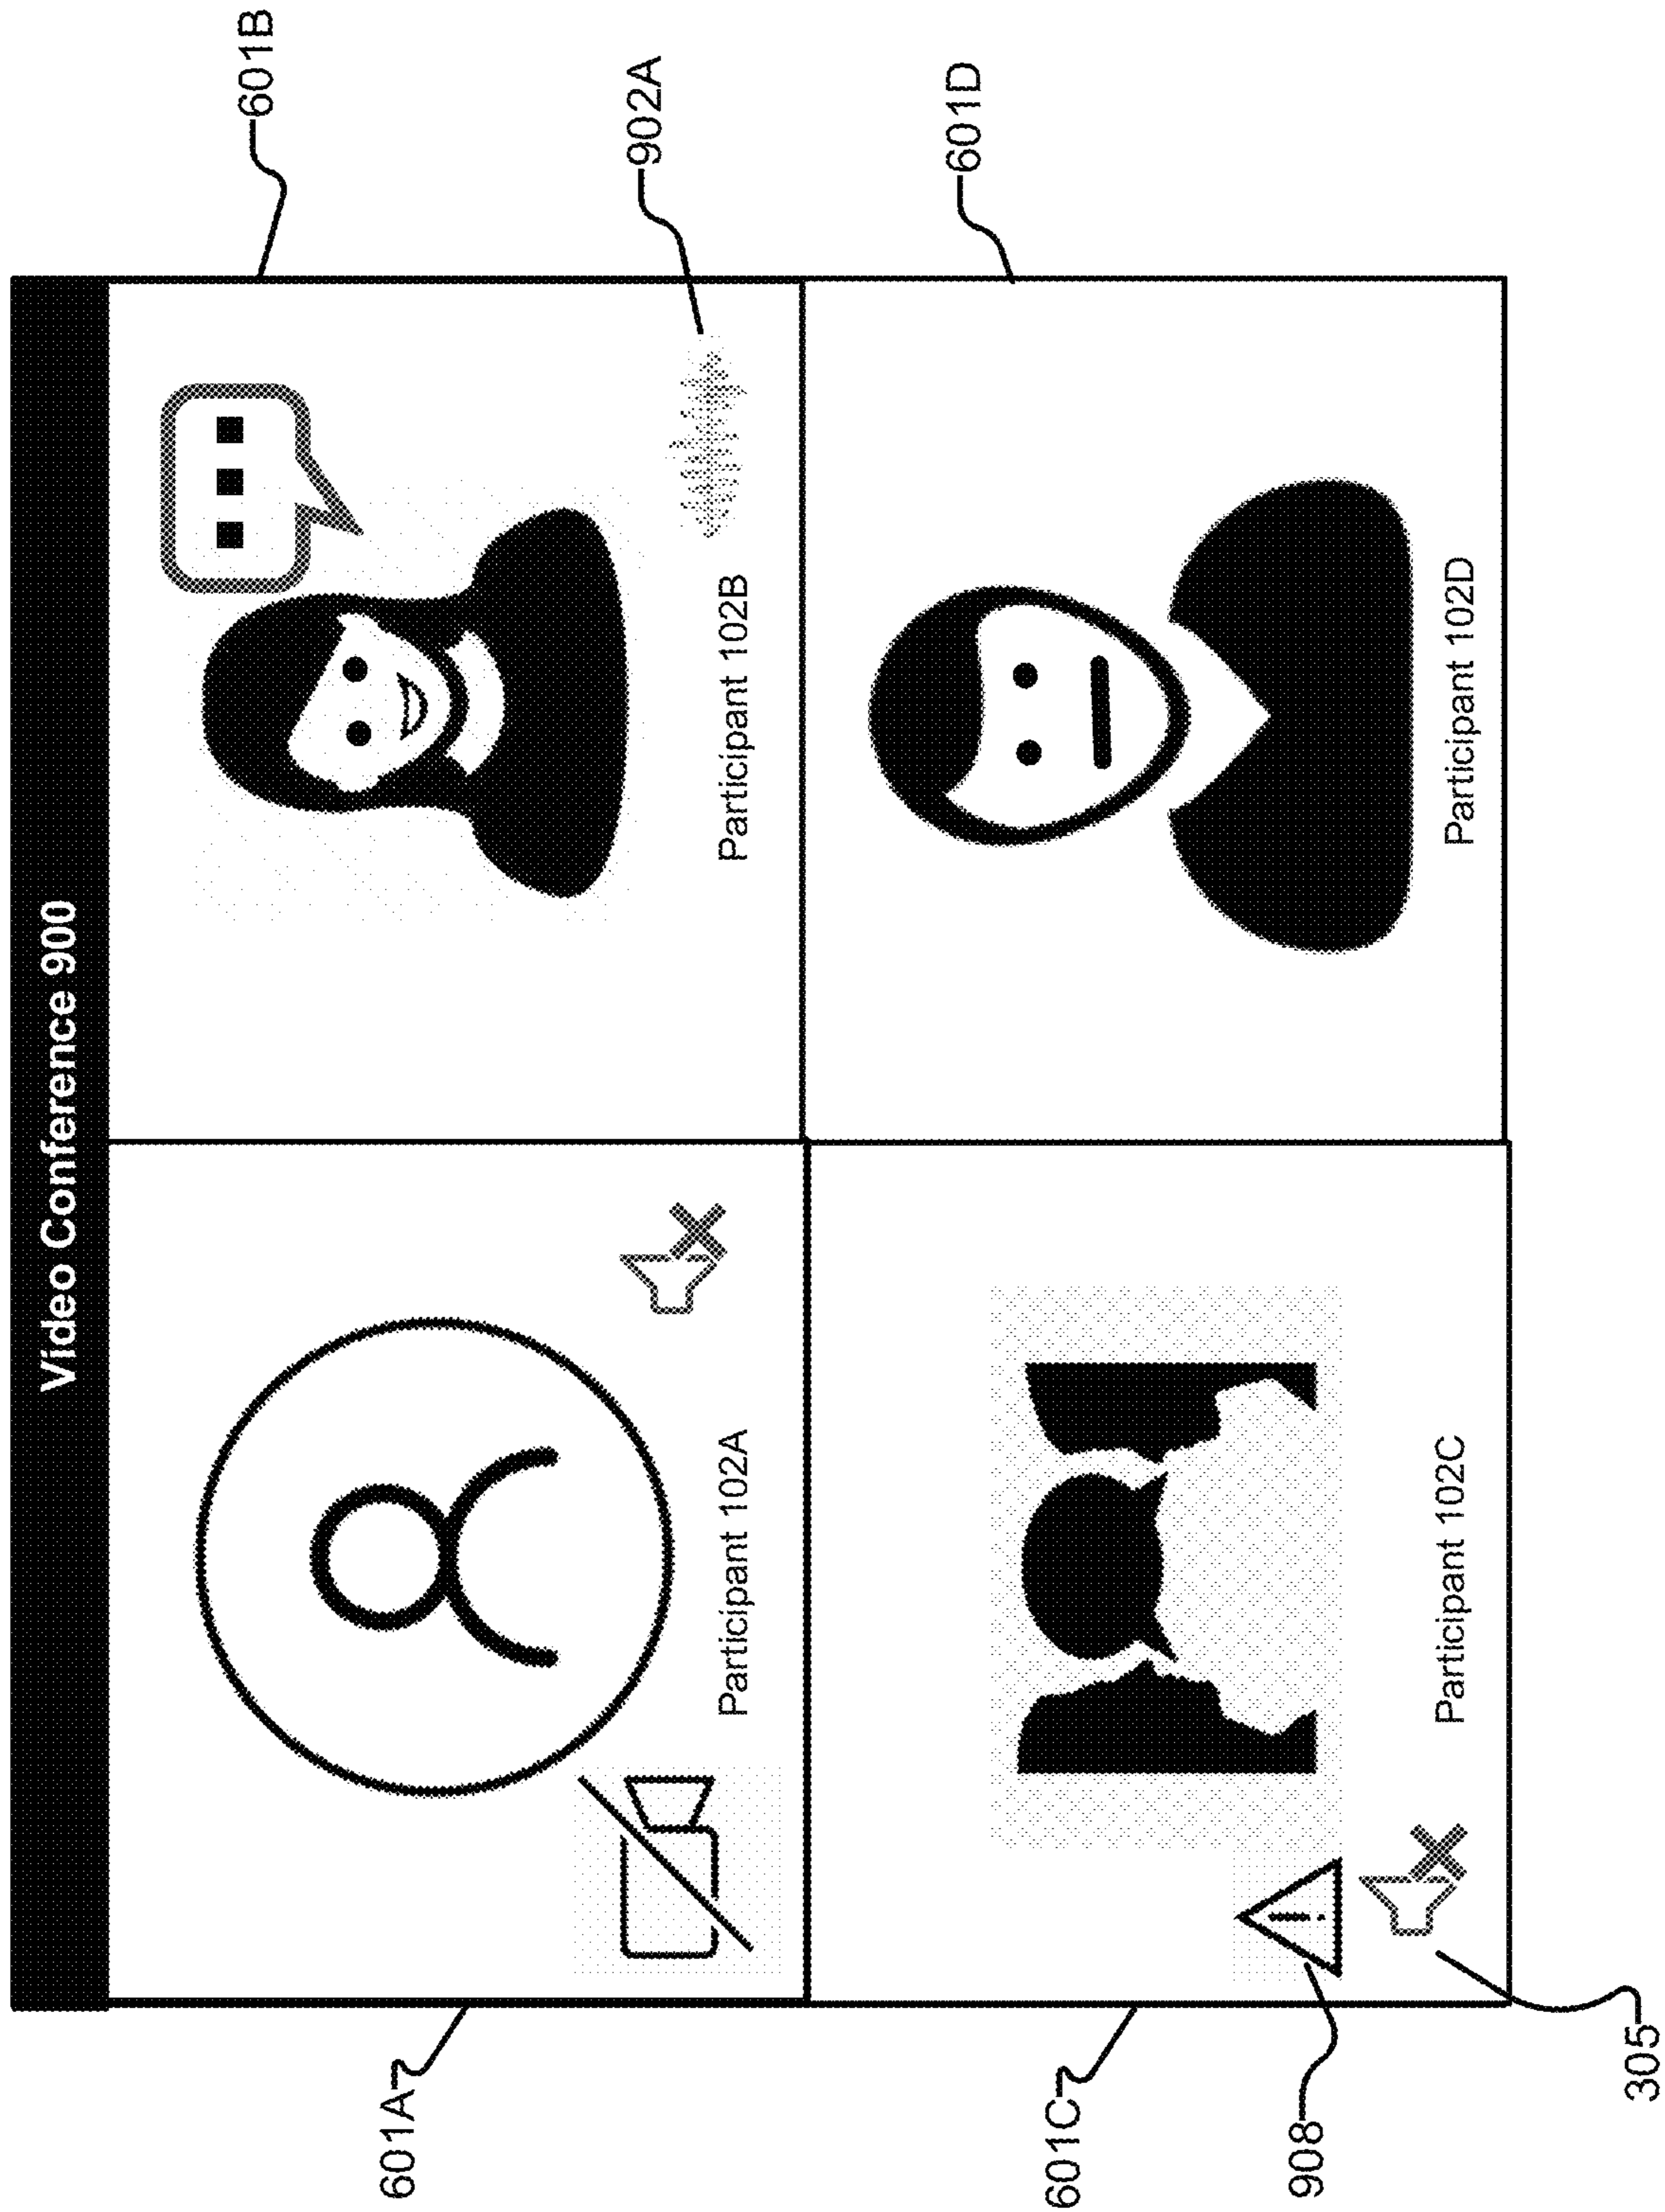 Video Conference 900
601A
601B
Participant 102A
Participant 102B
902A
601C
601D
908
Participant 102C
Participant 102D
305